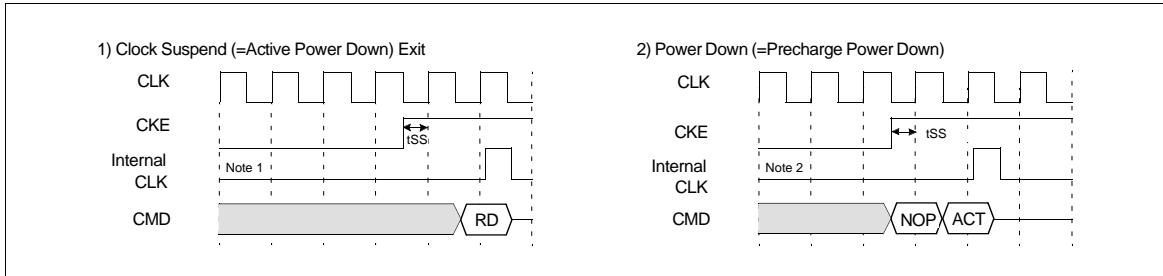 1) Clock Suspend (=Active Power Down) Exit
CLK
CKE
tSS
Internal
CLK
Note 1
CMD
RD
2) Power Down (=Precharge Power Down)
CLK
CKE
tSS
Internal
CLK
Note 2
CMD
NOP
ACT